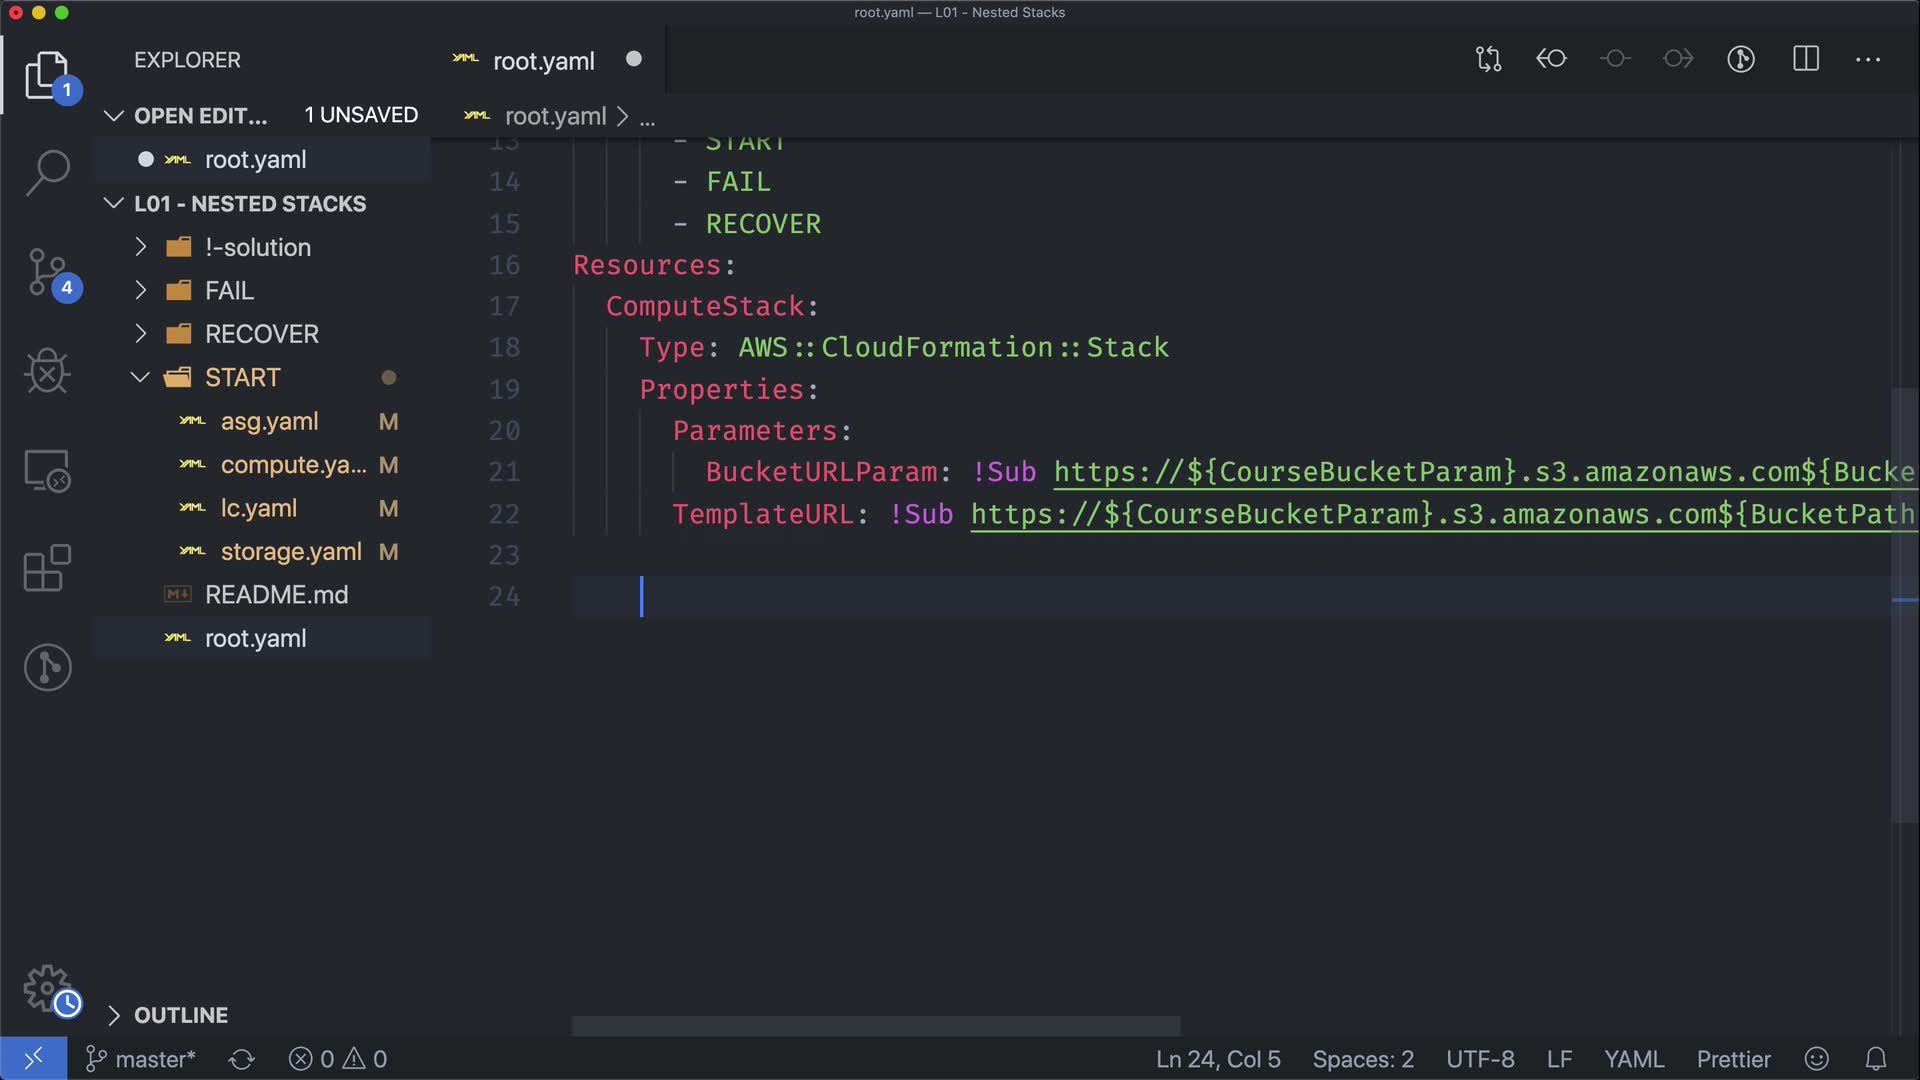 root.yaml — L01 - Nested Stacks
EXPLORER
root.yaml
1
OPEN EDIT... 1 UNSAVED
root.yaml > ...
root.yaml
L01 - NESTED STACKS
!-solution
FAIL
RECOVER
START
asg.yaml M
compute.ya... M
lc.yaml M
storage.yaml M
README.md
root.yaml
4
13 - START
14 - FAIL
15 - RECOVER
16 Resources:
17 ComputeStack:
18 Type: AWS::CloudFormation::Stack
19 Properties:
20 Parameters:
21 BucketURLParam: !Sub https://${CourseBucketParam}.s3.amazonaws.com${Bucke
22 TemplateURL: !Sub https://${CourseBucketParam}.s3.amazonaws.com${BucketPath
23
24
OUTLINE
master* 0 0 Ln 24, Col 5 Spaces: 2 UTF-8 LF YAML Prettier